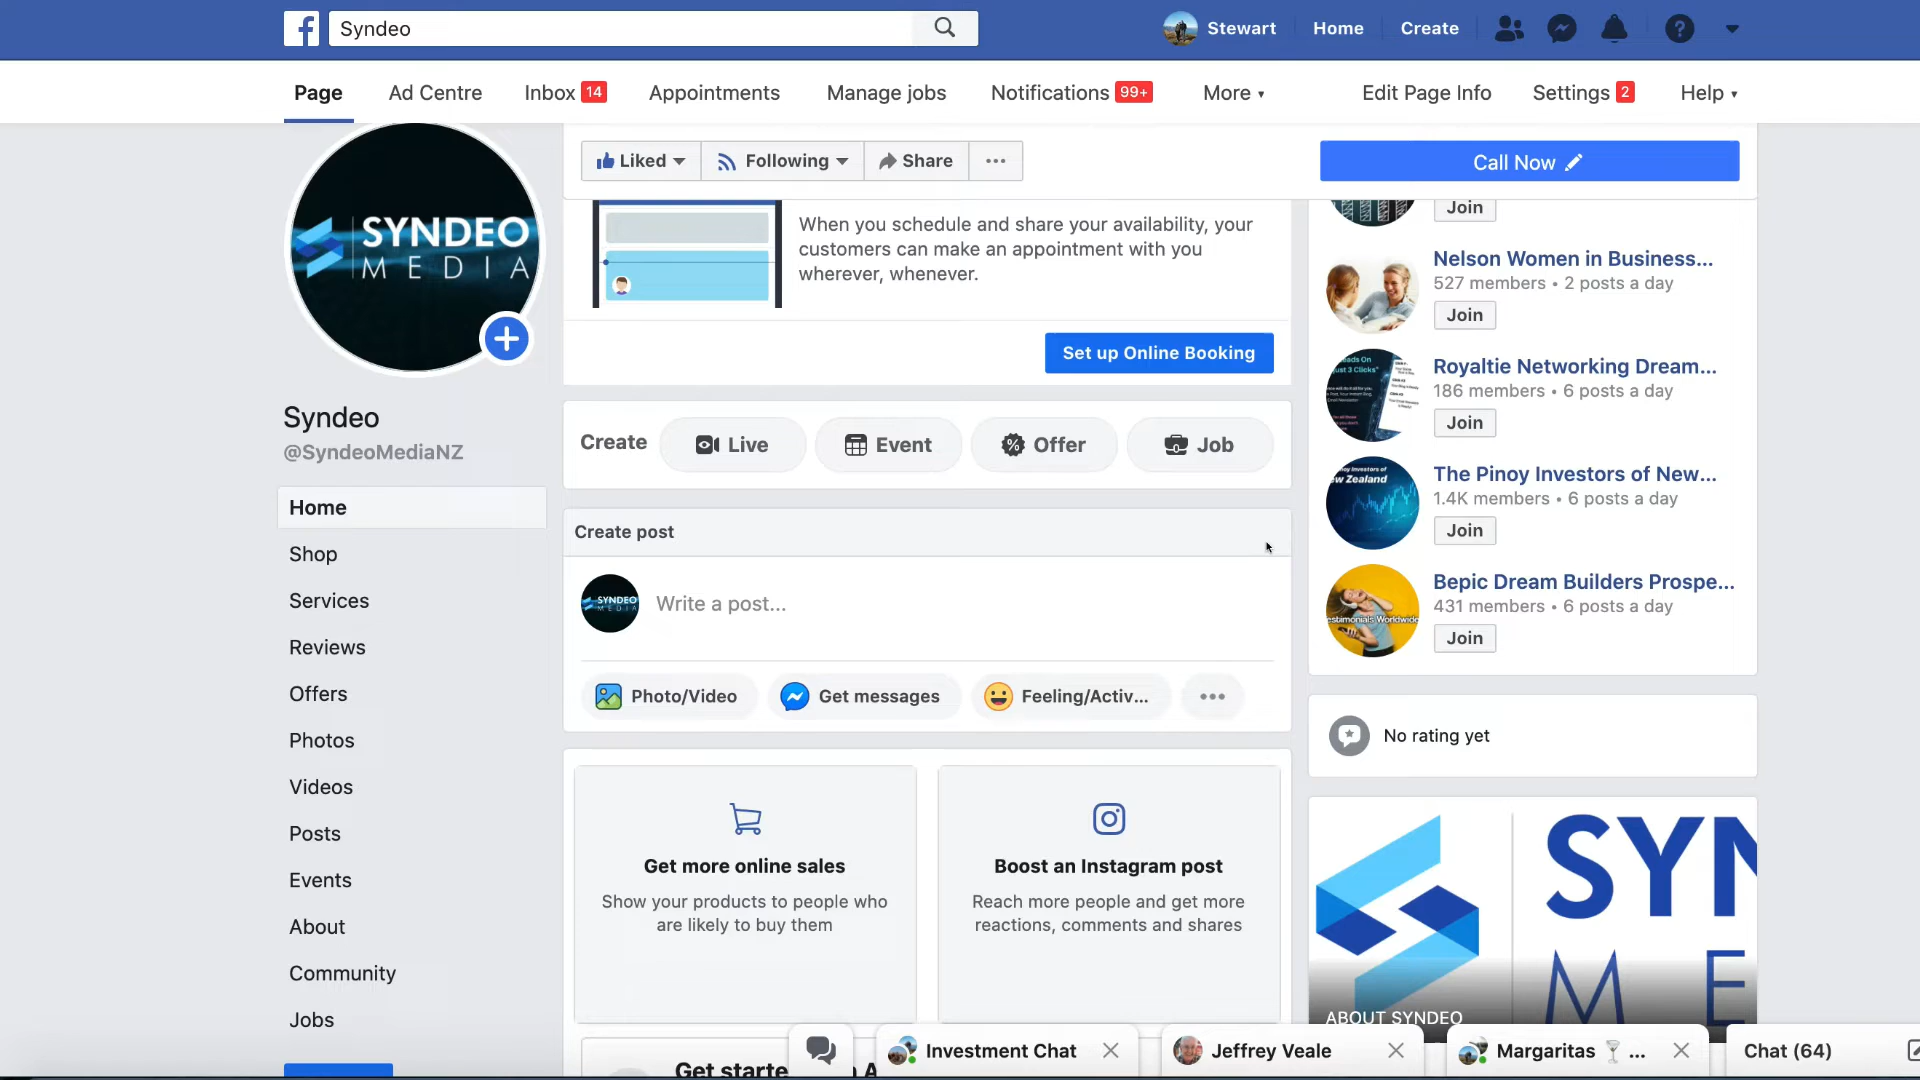 Syndeo
Stewart
Home
Create
Page
Ad Centre
Inbox 14
Appointments
Manage jobs
Notifications 99+
More
Edit Page Info
Settings 2
Help
SYNDEO
MEDIA
Syndeo
@SyndeoMediaNZ
Home
Shop
Services
Reviews
Offers
Photos
Videos
Posts
Events
About
Community
Jobs
Liked
Following
Share
Call Now
When you schedule and share your availability, your
customers can make an appointment with you
wherever, whenever.
Set up Online Booking
Create
Live
Event
Offer
Job
Create post
SYNDEO
MEDIA
Write a post...
Photo/Video
Get messages
Feeling/Activ...
Get more online sales
Show your products to people who
are likely to buy them
Boost an Instagram post
Reach more people and get more
reactions, comments and shares
Join
Nelson Women in Business...
527 members • 2 posts a day
Join
Royaltie Networking Dream...
186 members • 6 posts a day
Join
The Pinoy Investors of New...
1.4K members • 6 posts a day
Join
Bepic Dream Builders Prospe...
431 members • 6 posts a day
Join
No rating yet
SYN
ME
ABOUT SYNDEO
Get starte
Investment Chat
Jeffrey Veale
Margaritas 🍸 ...
Chat (64)